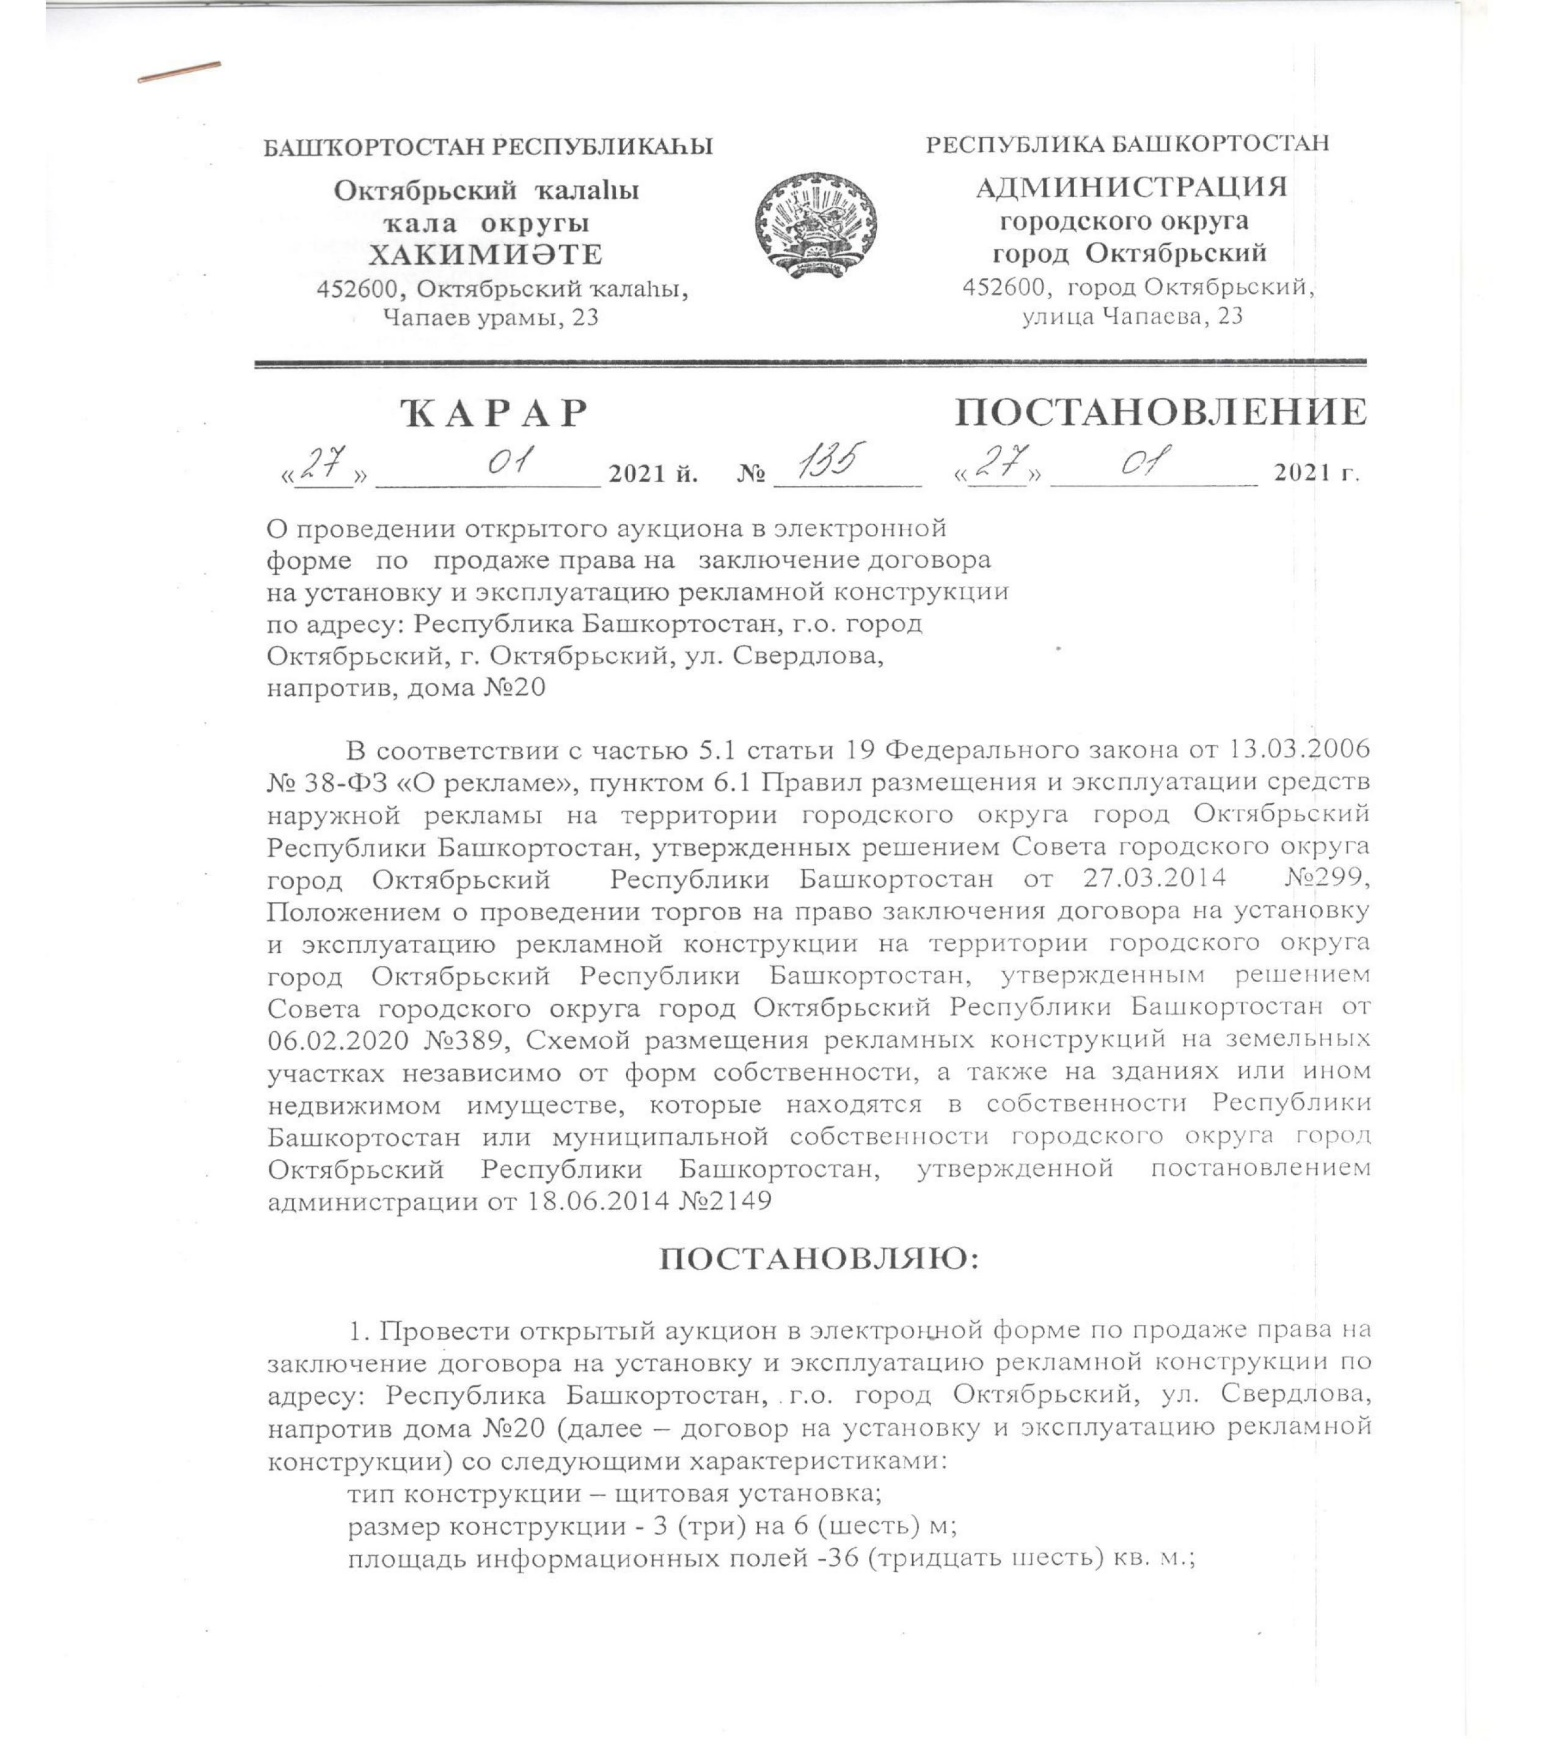 БАШҠОРТОСТАН РЕСПУБЛИКАҺЫ
Октябрьский ҡалаһы
ҡала округы
ХАКИМИӘТЕ
452600, Октябрьский ҡалаһы,
Чапаев урамы, 23
РЕСПУБЛИКА БАШКОРТОСТАН
АДМИНИСТРАЦИЯ
городского округа
город Октябрьский
452600, город Октябрьский,
улица Чапаева, 23
ҠАРАР
ПОСТАНОВЛЕНИЕ
«27» 01 2021 й. № 135 «27» 01 2021 г.
О проведении открытого аукциона в электронной
форме по продаже права на заключение договора
на установку и эксплуатацию рекламной конструкции
по адресу: Республика Башкортостан, г.о. город
Октябрьский, г. Октябрьский, ул. Свердлова,
напротив, дома №20
В соответствии с частью 5.1 статьи 19 Федерального закона от 13.03.2006
№ 38-ФЗ «О рекламе», пунктом 6.1 Правил размещения и эксплуатации средств
наружной рекламы на территории городского округа город Октябрьский
Республики Башкортостан, утвержденных решением Совета городского округа
город Октябрьский Республики Башкортостан от 27.03.2014 №299,
Положением о проведении торгов на право заключения договора на установку
и эксплуатацию рекламной конструкции на территории городского округа
город Октябрьский Республики Башкортостан, утвержденным решением
Совета городского округа город Октябрьский Республики Башкортостан от
06.02.2020 №389, Схемой размещения рекламных конструкций на земельных
участках независимо от форм собственности, а также на зданиях или ином
недвижимом имуществе, которые находятся в собственности Республики
Башкортостан или муниципальной собственности городского округа город
Октябрьский Республики Башкортостан, утвержденной постановлением
администрации от 18.06.2014 №2149
ПОСТАНОВЛЯЮ:
1. Провести открытый аукцион в электронной форме по продаже права на
заключение договора на установку и эксплуатацию рекламной конструкции по
адресу: Республика Башкортостан, г.о. город Октябрьский, ул. Свердлова,
напротив дома №20 (далее – договор на установку и эксплуатацию рекламной
конструкции) со следующими характеристиками:
тип конструкции – щитовая установка;
размер конструкции - 3 (три) на 6 (шесть) м;
площадь информационных полей -36 (тридцать шесть) кв. м.;